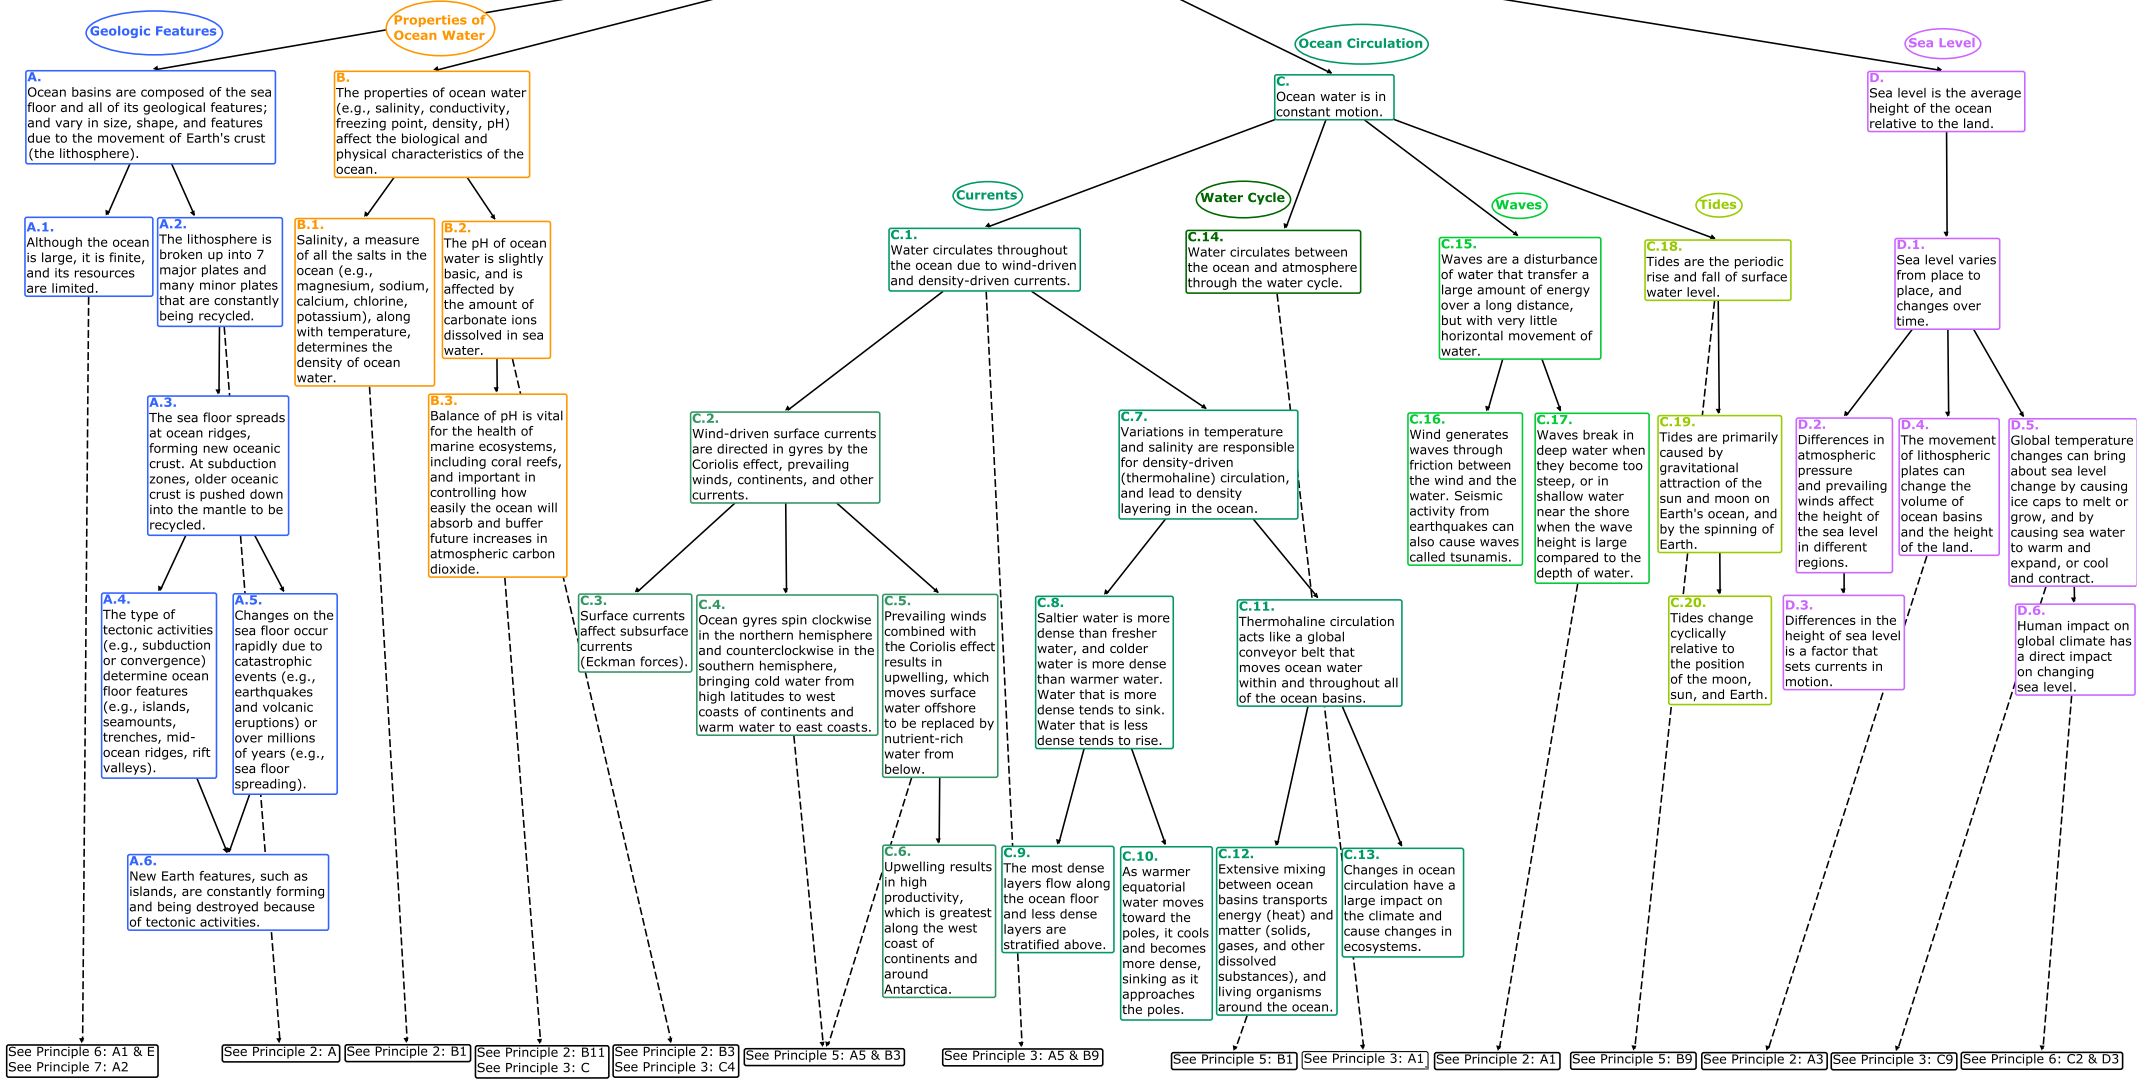 Geologic Features
Properties of
Ocean Water
Ocean Circulation
Sea Level
A.
Ocean basins are composed of the sea
floor and all of its geological features;
and vary in size, shape, and features
due to the movement of Earth's crust
(the lithosphere).
B.
The properties of ocean water
(e.g., salinity, conductivity,
freezing point, density, pH)
affect the biological and
physical characteristics of the
ocean.
C.
Ocean water is in
constant motion.
D.
Sea level is the average
height of the ocean
relative to the land.
Currents
Water Cycle
Waves
Tides
A.1.
Although the ocean
is large, it is finite,
and its resources
are limited.
A.2.
The lithosphere is
broken up into 7
major plates and
many minor plates
that are constantly
being recycled.
B.1.
Salinity, a measure
of all the salts in the
ocean (e.g.,
magnesium, sodium,
calcium, chlorine,
potassium), along
with temperature,
determines the
density of ocean
water.
B.2.
The pH of ocean
water is slightly
basic, and is
affected by
the amount of
carbonate ions
dissolved in sea
water.
C.1.
Water circulates throughout
the ocean due to wind-driven
and density-driven currents.
C.14.
Water circulates between
the ocean and atmosphere
through the water cycle.
C.15.
Waves are a disturbance
of water that transfer a
large amount of energy
over a long distance,
but with very little
horizontal movement of
water.
C.18.
Tides are the periodic
rise and fall of surface
water level.
D.1.
Sea level varies
from place to
place, and
changes over
time.
A.3.
The sea floor spreads
at ocean ridges,
forming new oceanic
crust. At subduction
zones, older oceanic
crust is pushed down
into the mantle to be
recycled.
B.3.
Balance of pH is vital
for the health of
marine ecosystems,
including coral reefs,
and important in
controlling how
easily the ocean will
absorb and buffer
future increases in
atmospheric carbon
dioxide.
C.2.
Wind-driven surface currents
are directed in gyres by the
Coriolis effect, prevailing
winds, continents, and other
currents.
C.7.
Variations in temperature
and salinity are responsible
for density-driven
(thermohaline) circulation,
and lead to density
layering in the ocean.
C.16.
Wind generates
waves through
friction between
the wind and the
water. Seismic
activity from
earthquakes can
also cause waves
called tsunamis.
C.17.
Waves break in
deep water when
they become too
steep, or in
shallow water
near the shore
when the wave
height is large
compared to the
depth of water.
C.19.
Tides are primarily
caused by
gravitational
attraction of the
sun and moon on
Earth's ocean, and
by the spinning of
Earth.
D.2.
Differences in
atmospheric
pressure
and prevailing
winds affect
the height of
the sea level
in different
regions.
D.4.
The movement
of lithospheric
plates can
change the
volume of
ocean basins
and the height
of the land.
D.5.
Global temperature
changes can bring
about sea level
change by causing
ice caps to melt or
grow, and by
causing sea water
to warm and
expand, or cool
and contract.
A.4.
The type of
tectonic activities
(e.g., subduction
or convergence)
determine ocean
floor features
(e.g., islands,
seamounts,
trenches, mid-
ocean ridges, rift
valleys).
A.5.
Changes on the
sea floor occur
rapidly due to
catastrophic
events (e.g.,
earthquakes
and volcanic
eruptions) or
over millions
of years (e.g.,
sea floor
spreading).
C.3.
Surface currents
affect subsurface
currents
(Eckman forces).
C.4.
Ocean gyres spin clockwise
in the northern hemisphere
and counterclockwise in the
southern hemisphere,
bringing cold water from
high latitudes to west
coasts of continents and
warm water to east coasts.
C.5.
Prevailing winds
combined with
the Coriolis effect
results in
upwelling, which
moves surface
water offshore
to be replaced by
nutrient-rich
water from
below.
C.8.
Saltier water is more
dense than fresher
water, and colder
water is more dense
than warmer water.
Water that is more
dense tends to sink.
Water that is less
dense tends to rise.
C.11.
Thermohaline circulation
acts like a global
conveyor belt that
moves ocean water
within and throughout all
of the ocean basins.
C.20.
Tides change
cyclically
relative to
the position
of the moon,
sun, and Earth.
D.3.
Differences in the
height of sea level
is a factor that
sets currents in
motion.
D.6.
Human impact on
global climate has
a direct impact
on changing
sea level.
A.6.
New Earth features, such as
islands, are constantly forming
and being destroyed because
of tectonic activities.
C.6.
Upwelling results
in high
productivity,
which is greatest
along the west
coast of
continents and
around
Antarctica.
C.9.
The most dense
layers flow along
the ocean floor
and less dense
layers are
stratified above.
C.10.
As warmer
equatorial
water moves
toward the
poles, it cools
and becomes
more dense,
sinking as it
approaches
the poles.
C.12.
Extensive mixing
between ocean
basins transports
energy (heat) and
matter (solids,
gases, and other
dissolved
substances), and
living organisms
around the ocean.
C.13.
Changes in ocean
circulation have a
large impact on
the climate and
cause changes in
ecosystems.
See Principle 6: A1 & E
See Principle 7: A2
See Principle 2: A
See Principle 2: B1
See Principle 2: B11
See Principle 3: C
See Principle 2: B3
See Principle 3: C4
See Principle 5: A5 & B3
See Principle 3: A5 & B9
See Principle 5: B1
See Principle 3: A1
See Principle 2: A1
See Principle 5: B9
See Principle 2: A3
See Principle 3: C9
See Principle 6: C2 & D3